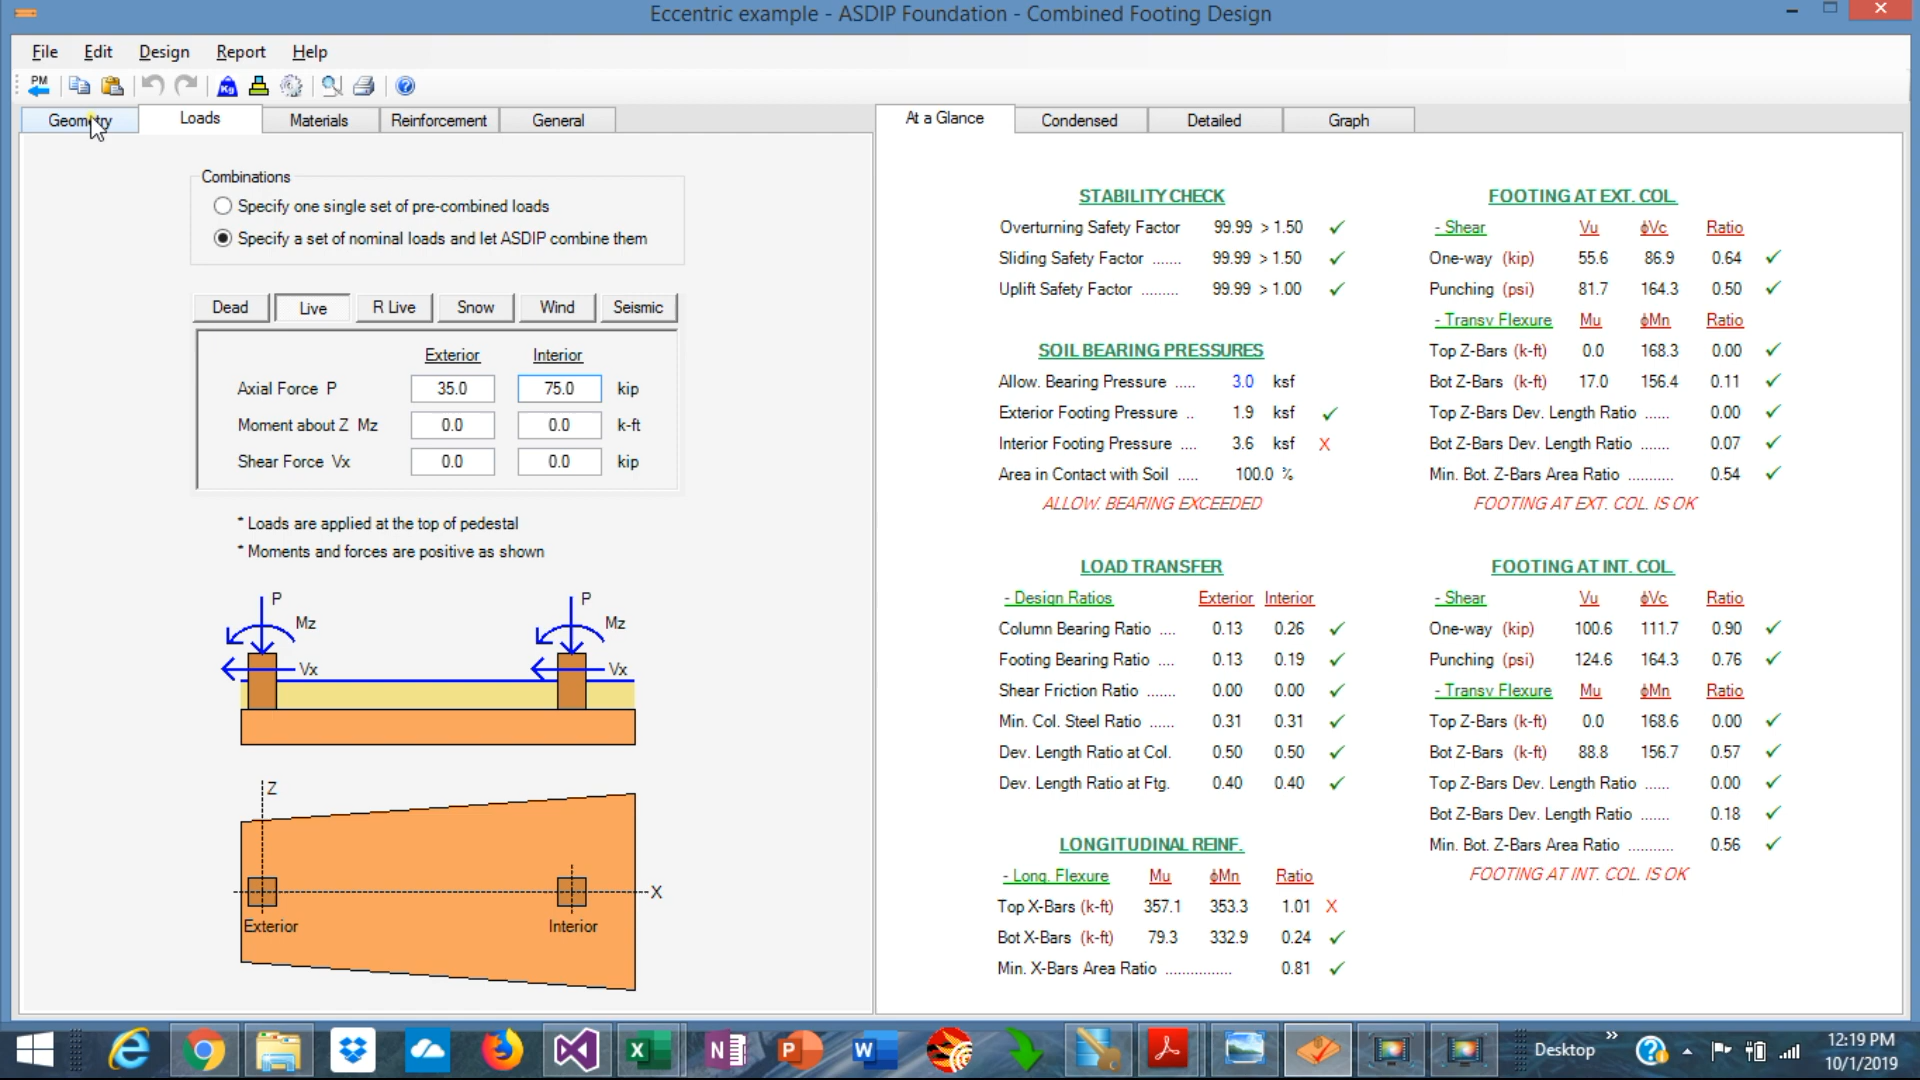 Eccentric example - ASDIP Foundation - Combined Footing Design
File Edit Design Report Help
PM Kg
Geometry Loads Materials Reinforcement General
Combinations
Specify one single set of pre-combined loads
Specify a set of nominal loads and let ASDIP combine them
Dead Live R Live Snow Wind Seismic
Exterior Interior
Axial Force P 35.0 75.0 kip
Moment about Z Mz 0.0 0.0 k-ft
Shear Force Vx 0.0 0.0 kip
* Loads are applied at the top of pedestal
* Moments and forces are positive as shown
P P
Mz Mz
Vx Vx
Z
X
Exterior Interior
At a Glance Condensed Detailed Graph
STABILITY CHECK
Overturning Safety Factor 99.99 > 1.50 ✓
Sliding Safety Factor ....... 99.99 > 1.50 ✓
Uplift Safety Factor ......... 99.99 > 1.00 ✓
SOIL BEARING PRESSURES
Allow. Bearing Pressure ..... 3.0 ksf
Exterior Footing Pressure .. 1.9 ksf ✓
Interior Footing Pressure .... 3.6 ksf X
Area in Contact with Soil ..... 100.0 %
ALLOW. BEARING EXCEEDED
LOAD TRANSFER
- Design Ratios Exterior Interior
Column Bearing Ratio .... 0.13 0.26 ✓
Footing Bearing Ratio .... 0.13 0.19 ✓
Shear Friction Ratio ....... 0.00 0.00 ✓
Min. Col. Steel Ratio ...... 0.31 0.31 ✓
Dev. Length Ratio at Col. 0.50 0.50 ✓
Dev. Length Ratio at Ftg. 0.40 0.40 ✓
LONGITUDINAL REINF.
- Long. Flexure Mu ϕMn Ratio
Top X-Bars (k-ft) 357.1 353.3 1.01 X
Bot X-Bars (k-ft) 79.3 332.9 0.24 ✓
Min. X-Bars Area Ratio ................ 0.81 ✓
FOOTING AT EXT. COL.
- Shear Vu ϕVc Ratio
One-way (kip) 55.6 86.9 0.64 ✓
Punching (psi) 81.7 164.3 0.50 ✓
- Transv Flexure Mu ϕMn Ratio
Top Z-Bars (k-ft) 0.0 168.3 0.00 ✓
Bot Z-Bars (k-ft) 17.0 156.4 0.11 ✓
Top Z-Bars Dev. Length Ratio ...... 0.00 ✓
Bot Z-Bars Dev. Length Ratio ....... 0.07 ✓
Min. Bot. Z-Bars Area Ratio ........... 0.54 ✓
FOOTING AT EXT. COL. IS OK
FOOTING AT INT. COL.
- Shear Vu ϕVc Ratio
One-way (kip) 100.6 111.7 0.90 ✓
Punching (psi) 124.6 164.3 0.76 ✓
- Transv Flexure Mu ϕMn Ratio
Top Z-Bars (k-ft) 0.0 168.6 0.00 ✓
Bot Z-Bars (k-ft) 88.8 156.7 0.57 ✓
Top Z-Bars Dev. Length Ratio ...... 0.00 ✓
Bot Z-Bars Dev. Length Ratio ....... 0.18 ✓
Min. Bot. Z-Bars Area Ratio ........... 0.56 ✓
FOOTING AT INT. COL. IS OK
Desktop
12:19 PM
10/1/2019